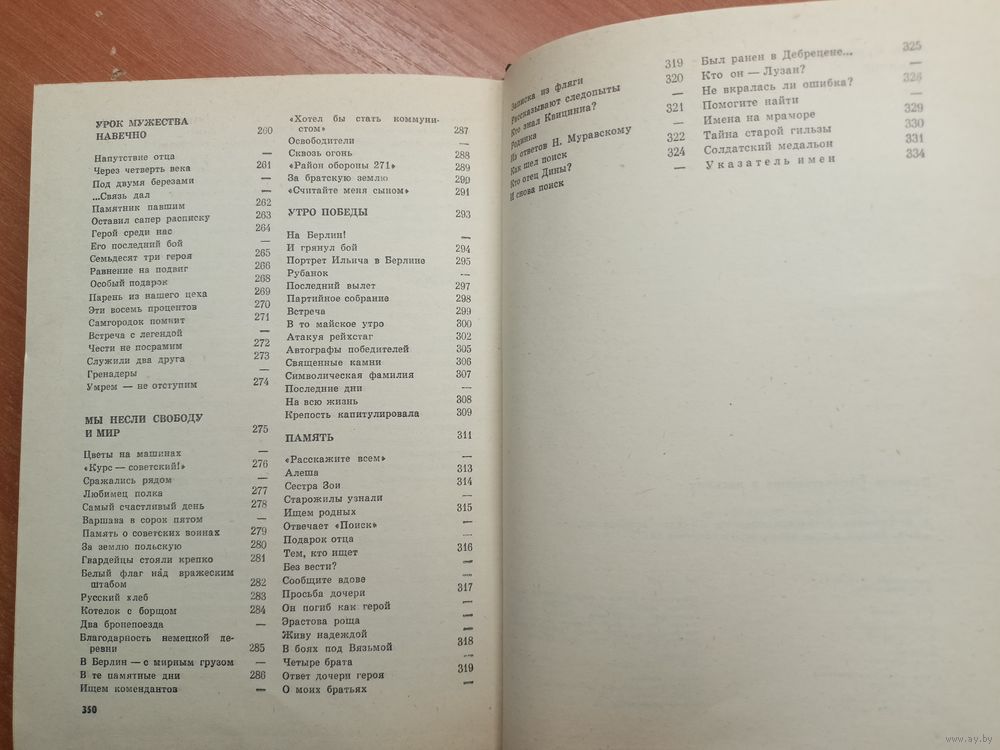 УРОК МУЖЕСТВА
НАВЕЧНО 260
Напутствие отца —
Через четверть века 261
Под двумя березами —
...Связь дал —
Памятник павшим 262
Оставил сапер расписку 263
Герой среди нас 264
Его последний бой —
Семьдесят три героя 265
Равнение на подвиг 266
Особый подарок 268
Парень из нашего цеха 269
Эти восемь процентов 270
Самгородок помнит 271
Встреча с легендой —
Чести не посрамим 272
Служили два друга 273
Гренадеры —
Умрем — не отступим 274
МЫ НЕСЛИ СВОБОДУ
И МИР 275
Цветы на машинах —
«Курс — советский!» 276
Сражались рядом —
Любимец полка 277
Самый счастливый день 278
Варшава в сорок пятом —
Память о советских воинах 279
За землю польскую 280
Гвардейцы стояли крепко 281
Белый флаг над вражеским
штабом 282
Русский хлеб 283
Котелок с борщом 284
Два бронепоезда —
Благодарность немецкой де-
ревни 285
В Берлин — с мирным грузом —
В те памятные дни 286
Ищем комендантов —
350
«Хотел бы стать коммуни-
стом» 287
Освободители —
Сквозь огонь 288
«Район обороны 271» 289
За братскую землю 290
«Считайте меня сыном» 291
УТРО ПОБЕДЫ 293
На Берлин! —
И грянул бой 294
Портрет Ильича в Берлине 295
Рубанок —
Последний вылет 297
Партийное собрание 298
Встреча 299
В то майское утро 300
Атакуя рейхстаг 302
Автографы победителей 305
Священные камни 306
Символическая фамилия 307
Последние дни —
На всю жизнь 308
Крепость капитулировала 309
ПАМЯТЬ 311
«Расскажите всем» —
Алеша 313
Сестра Зои 314
Старожилы узнали —
Ищем родных 315
Отвечает «Поиск» —
Подарок отца —
Тем, кто ищет 316
Без вести? —
Сообщите вдове —
Просьба дочери 317
Он погиб как герой —
Эрастова роща —
Живу надеждой —
В боях под Вязьмой 318
Четыре брата —
Ответ дочери героя 319
О моих братьях —
Записка из фляги 319
Рассказывают следопыты 320
Кто знал Квициния? —
Родинка 321
Из ответов Н. Муравскому —
Как шел поиск 322
Кто отец Дины? 324
И снова поиск —
Был ранен в Дебрецене... 325
Кто он — Лузан? —
Не вкралась ли ошибка? 328
Помогите найти —
Имена на мраморе 329
Тайна старой гильзы 330
Солдатский медальон 331
Указатель имен 334
www.ay.by